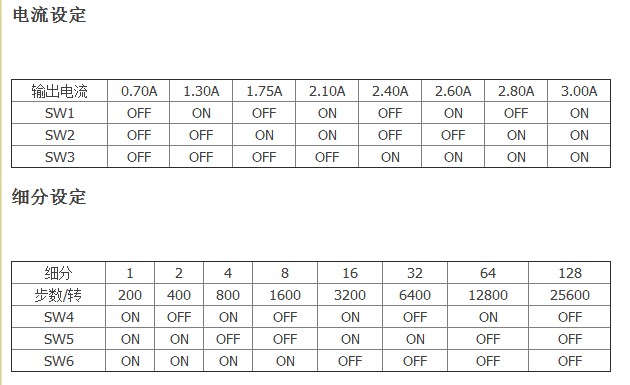 电流设定
输出电流 0.70A 1.30A 1.75A 2.10A 2.40A 2.60A 2.80A 3.00A
SW1 OFF ON OFF ON OFF ON OFF ON
SW2 OFF OFF ON ON OFF OFF ON ON
SW3 OFF OFF OFF OFF ON ON ON ON
细分设定
细分 1 2 4 8 16 32 64 128
步数/转 200 400 800 1600 3200 6400 12800 25600
SW4 ON OFF ON OFF ON OFF ON OFF
SW5 ON ON OFF OFF ON ON OFF OFF
SW6 ON ON ON ON OFF OFF OFF OFF